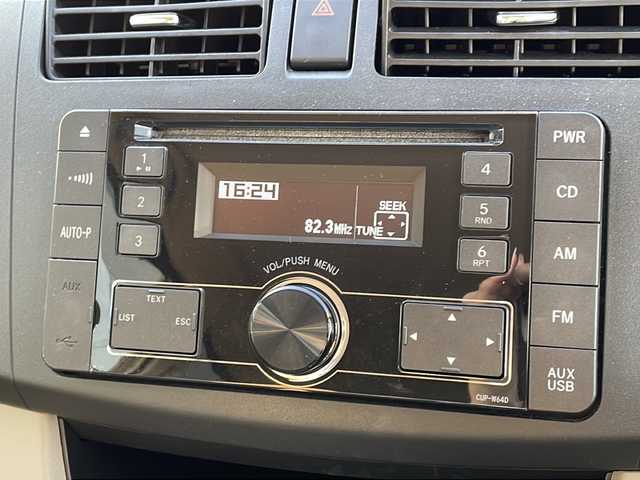 PWR
1
4
16:24
CD
2
SEEK
5
RND
AUTO-P
82.3MHz TUNE
3
6
RPT
AM
VOL/PUSH MENU
AUX
TEXT
LIST
ESC
FM
AUX
USB
CUP-W64D